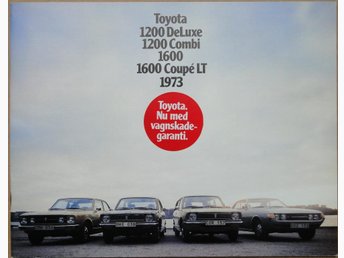 Toyota
1200 DeLuxe
1200 Combi
1600
1600 Coupé LT
1973
Toyota.
Nu med
vagnskade-
garanti.